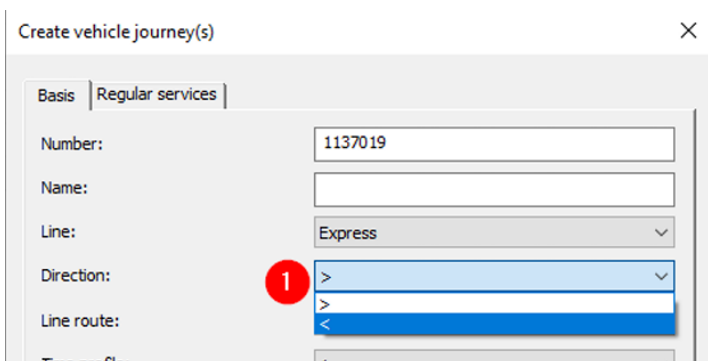 Create vehicle journey(s)
Basis Regular services
Number: 1137019
Name:
Line: Express
Direction: 1 >
>
Line route: <